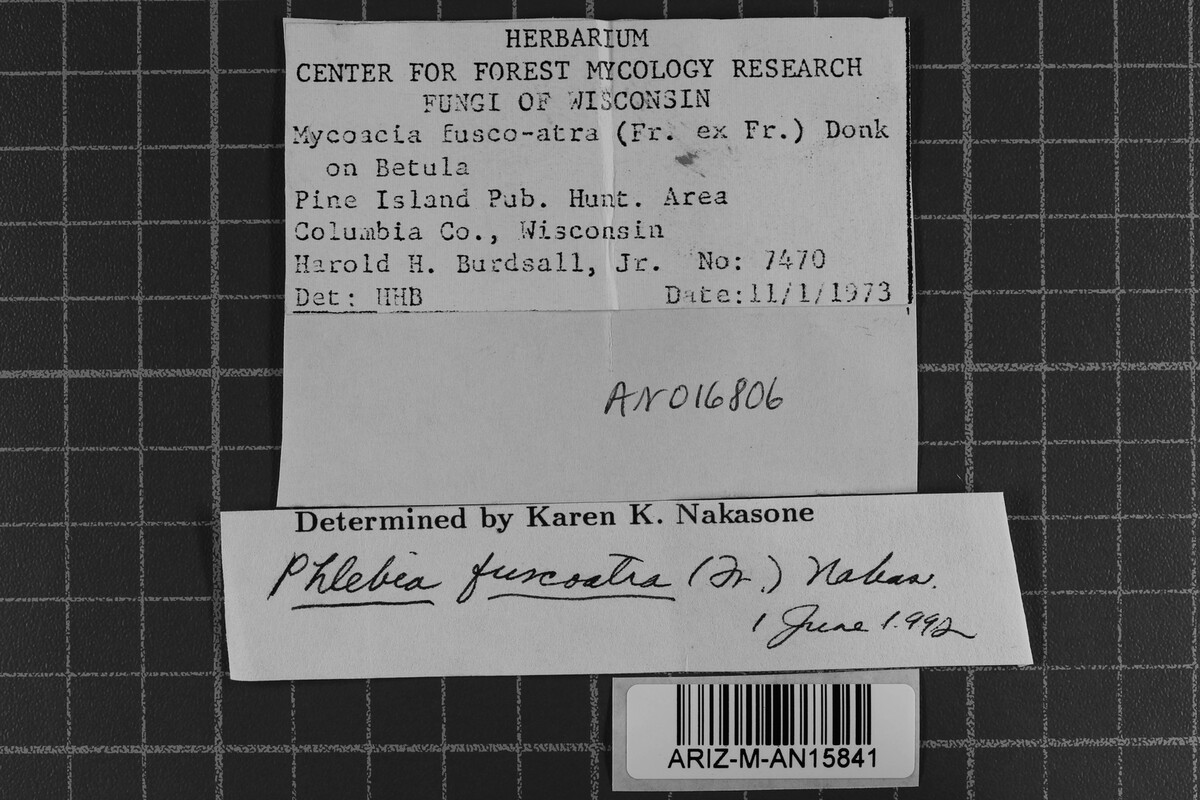 HERBARIUM
CENTER FOR FOREST MYCOLOGY RESEARCH
FUNGI OF WISCONSIN
Mycoacia fusco-atra (Fr. ex Fr.) Donk
on Betula
Pine Island Pub. Hunt. Area
Columbia Co., Wisconsin
Harold H. Burdsall, Jr. No: 7470
Det: HHB Date:11/1/1973
AN016806
Determined by Karen K. Nakasone
Phlebia fuscoatra (Fr.) Nakas.
1 June 1992
ARIZ-M-AN15841